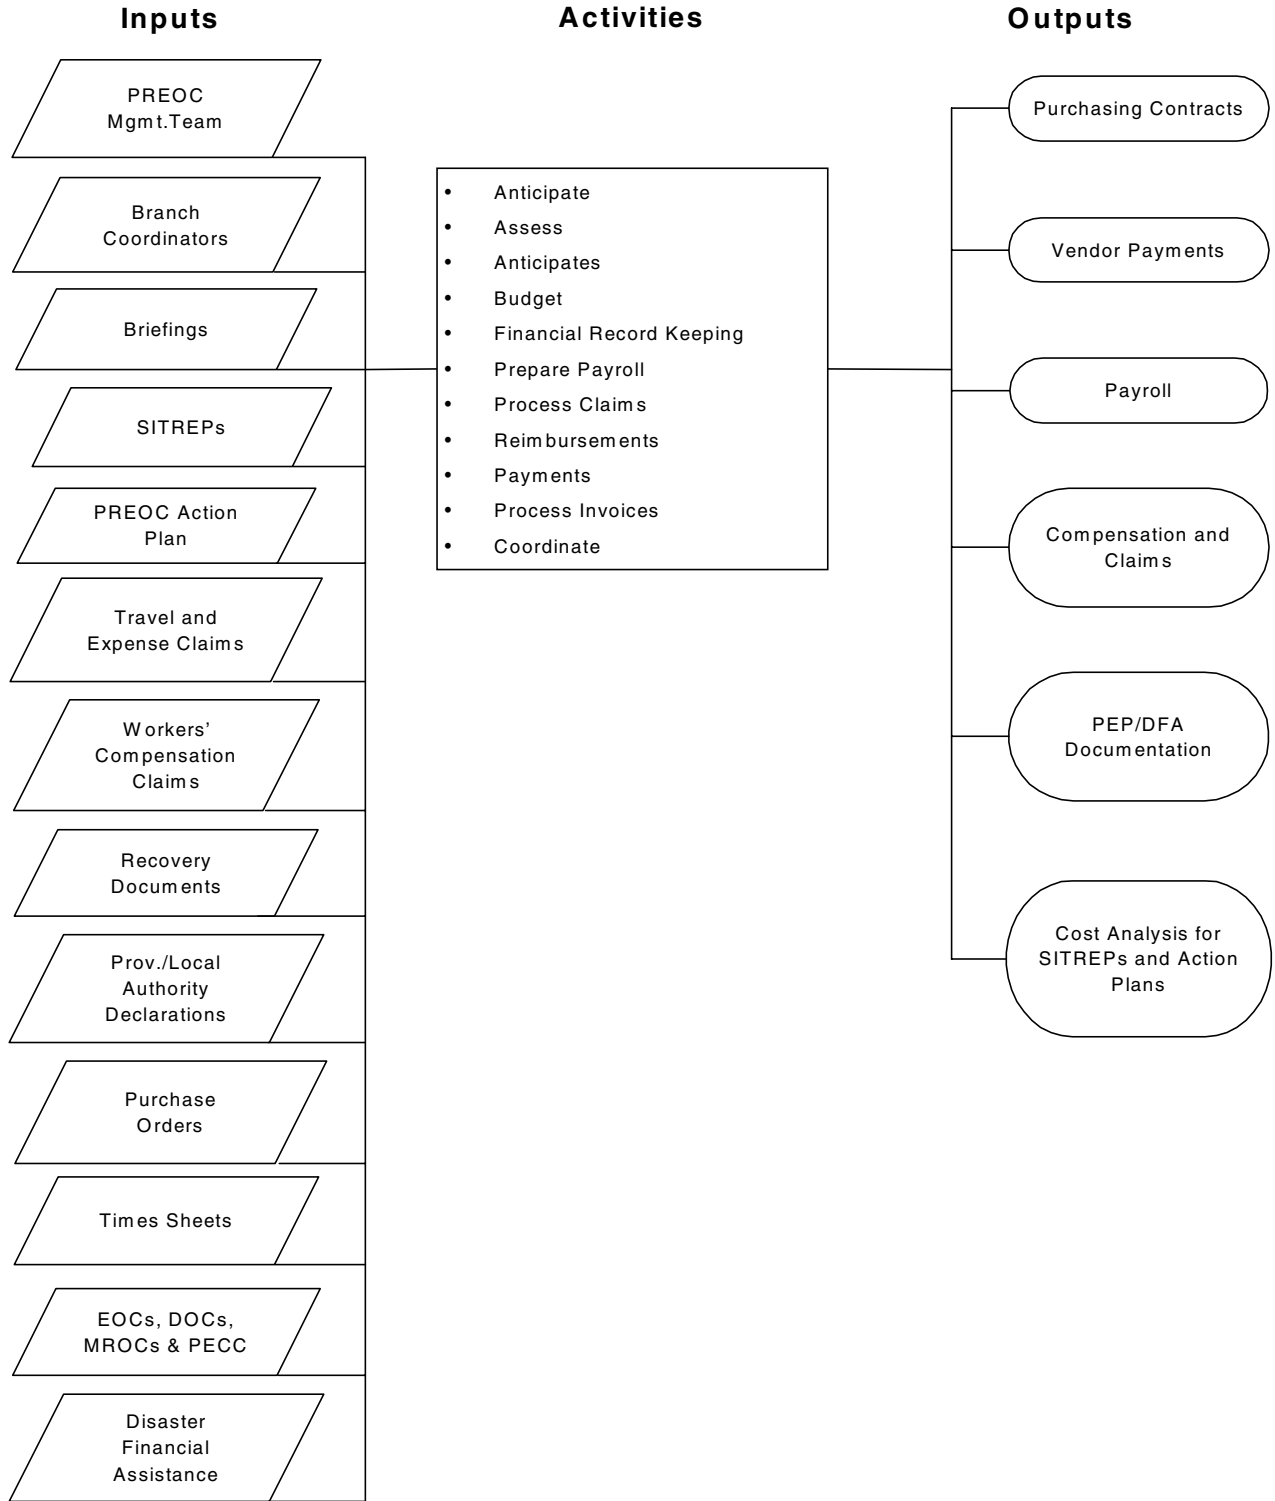 Inputs
Activities
Outputs
PREOC
Mgmt.Team
Branch
Coordinators
Briefings
SITREPs
PREOC Action
Plan
Travel and
Expense Claims
Workers’
Compensation
Claims
Recovery
Documents
Prov./Local
Authority
Declarations
Purchase
Orders
Times Sheets
EOCs, DOCs,
MROCs & PECC
Disaster
Financial
Assistance
• Anticipate
• Assess
• Anticipates
• Budget
• Financial Record Keeping
• Prepare Payroll
• Process Claims
• Reimbursements
• Payments
• Process Invoices
• Coordinate
Purchasing Contracts
Vendor Payments
Payroll
Compensation and
Claims
PEP/DFA
Documentation
Cost Analysis for
SITREPs and Action
Plans